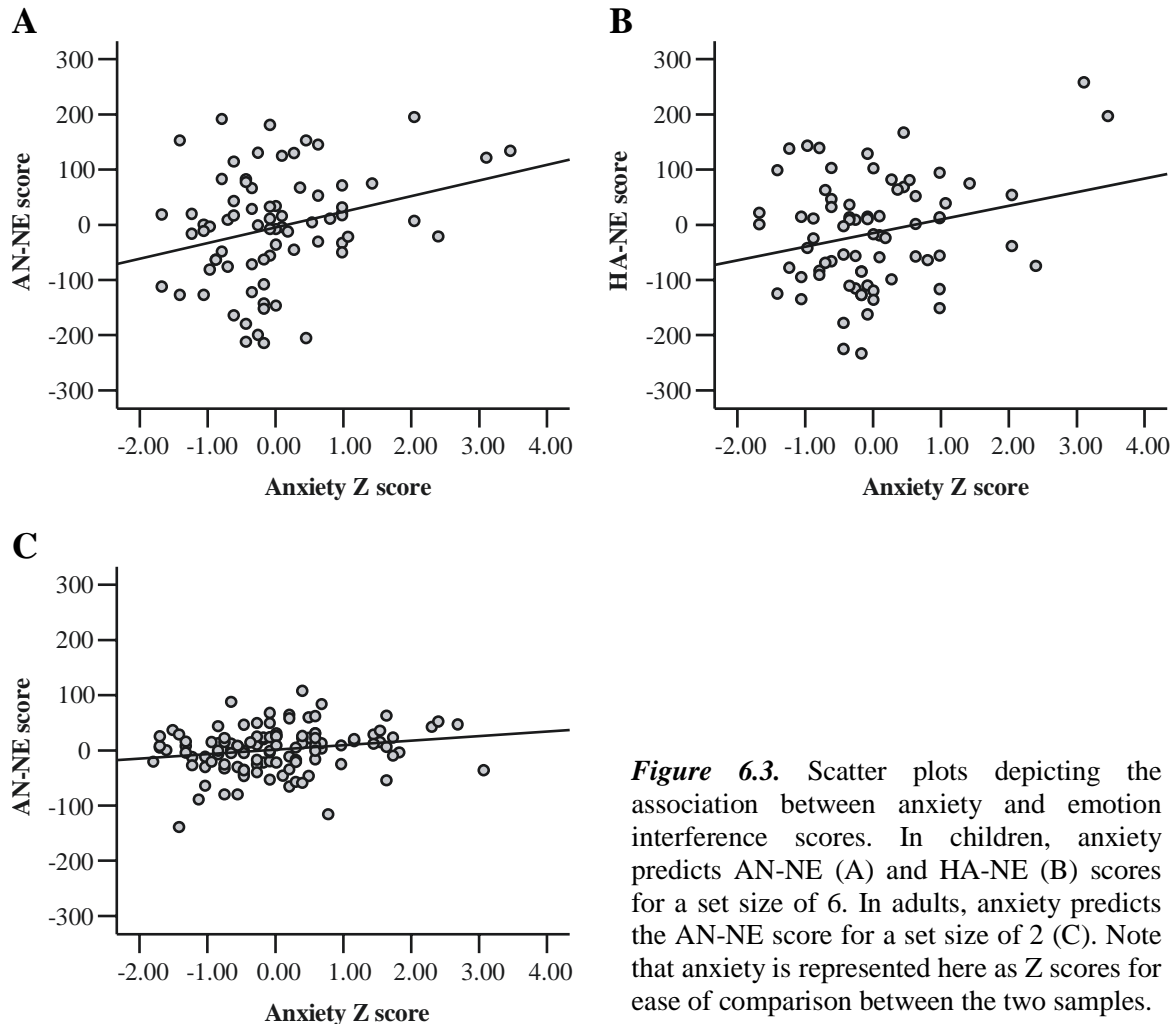 A
300
200
100
0
-100
-200
-300
AN-NE score
-2.00 -1.00 0.00 1.00 2.00 3.00 4.00
Anxiety Z score
B
300
200
100
0
-100
-200
-300
HA-NE score
-2.00 -1.00 0.00 1.00 2.00 3.00 4.00
Anxiety Z score
C
300
200
100
0
-100
-200
-300
AN-NE score
-2.00 -1.00 0.00 1.00 2.00 3.00 4.00
Anxiety Z score
Figure 6.3. Scatter plots depicting the
association between anxiety and emotion
interference scores. In children, anxiety
predicts AN-NE (A) and HA-NE (B) scores
for a set size of 6. In adults, anxiety predicts
the AN-NE score for a set size of 2 (C). Note
that anxiety is represented here as Z scores for
ease of comparison between the two samples.